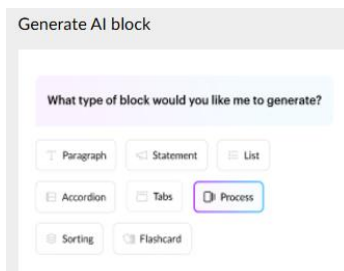 Generate AI block
What type of block would you like me to generate?
Paragraph Statement List
Accordion Tabs Process
Sorting Flashcard